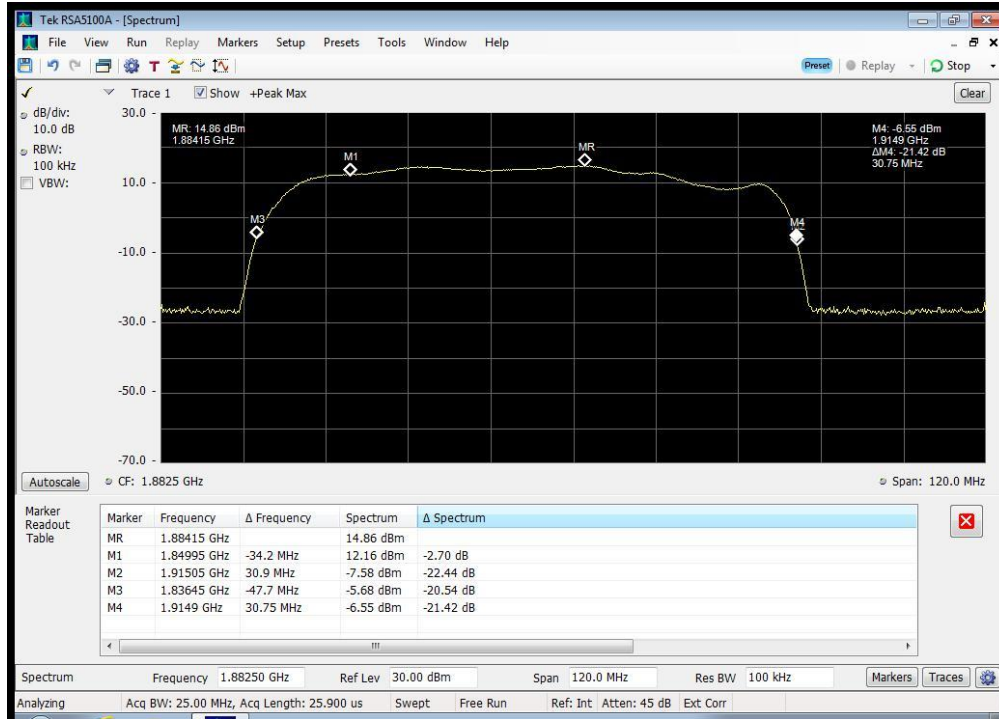 Tek RSA5100A - [Spectrum]
File View Run Replay Markers Setup Presets Tools Window Help
Preset Replay Stop
Trace 1 Show +Peak Max Clear
dB/div:
10.0 dB
RBW:
100 kHz
VBW:
30.0 -
10.0 -
-10.0 -
-30.0 -
-50.0 -
-70.0 -
MR: 14.86 dBm
1.88415 GHz
M4: -6.55 dBm
1.9149 GHz
ΔM4: -21.42 dB
30.75 MHz
M1
MR
M3
M4
Autoscale CF: 1.8825 GHz Span: 120.0 MHz
Marker
Readout
Table
Marker Frequency Δ Frequency Spectrum Δ Spectrum
MR 1.88415 GHz 14.86 dBm
M1 1.84995 GHz -34.2 MHz 12.16 dBm -2.70 dB
M2 1.91505 GHz 30.9 MHz -7.58 dBm -22.44 dB
M3 1.83645 GHz -47.7 MHz -5.68 dBm -20.54 dB
M4 1.9149 GHz 30.75 MHz -6.55 dBm -21.42 dB
Spectrum Frequency 1.88250 GHz Ref Lev 30.00 dBm Span 120.0 MHz Res BW 100 kHz Markers Traces
Analyzing Acq BW: 25.00 MHz, Acq Length: 25.900 us Swept Free Run Ref: Int Atten: 45 dB Ext Corr